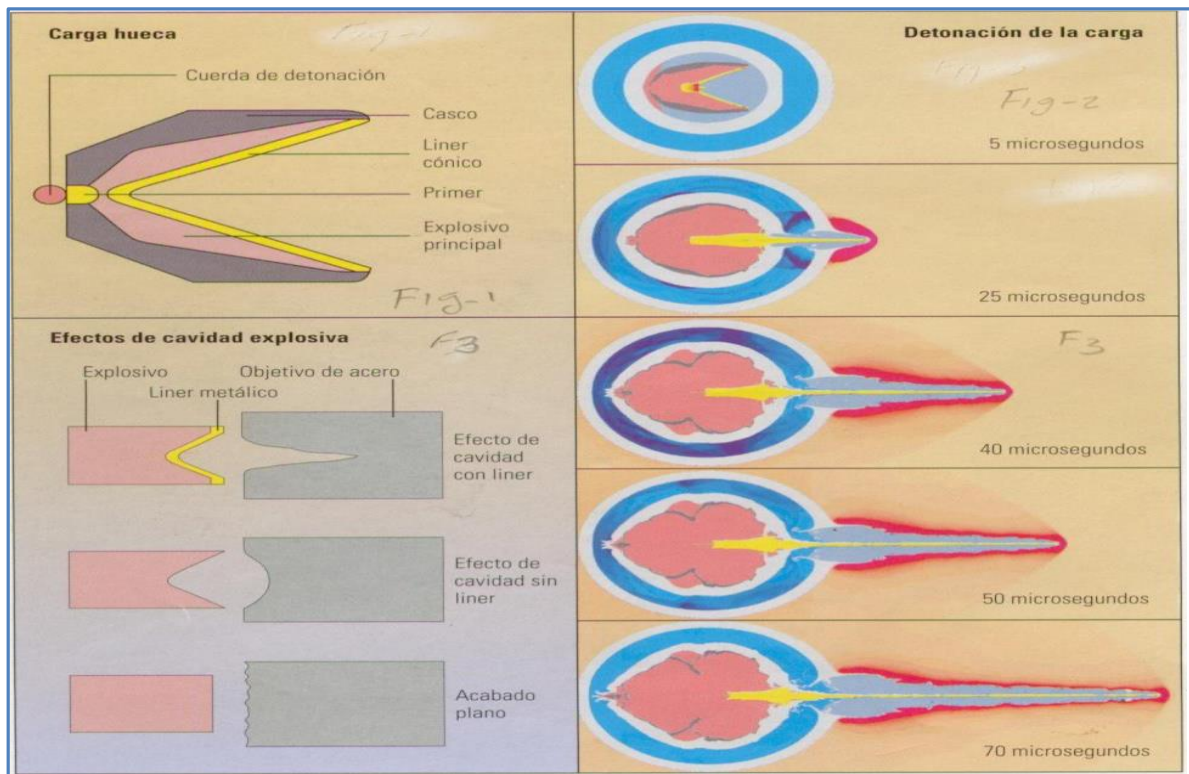 Carga hueca
Fig-1
Cuerda de detonación
Casco
Liner
cónico
Primer
Explosivo
principal
Fig-1
Efectos de cavidad explosiva
F3
Explosivo
Liner metálico
Objetivo de acero
Efecto de
cavidad
con liner
Efecto de
cavidad sin
liner
Acabado
plano
Detonación de la carga
Fig-2
5 microsegundos
25 microsegundos
F3
40 microsegundos
50 microsegundos
70 microsegundos